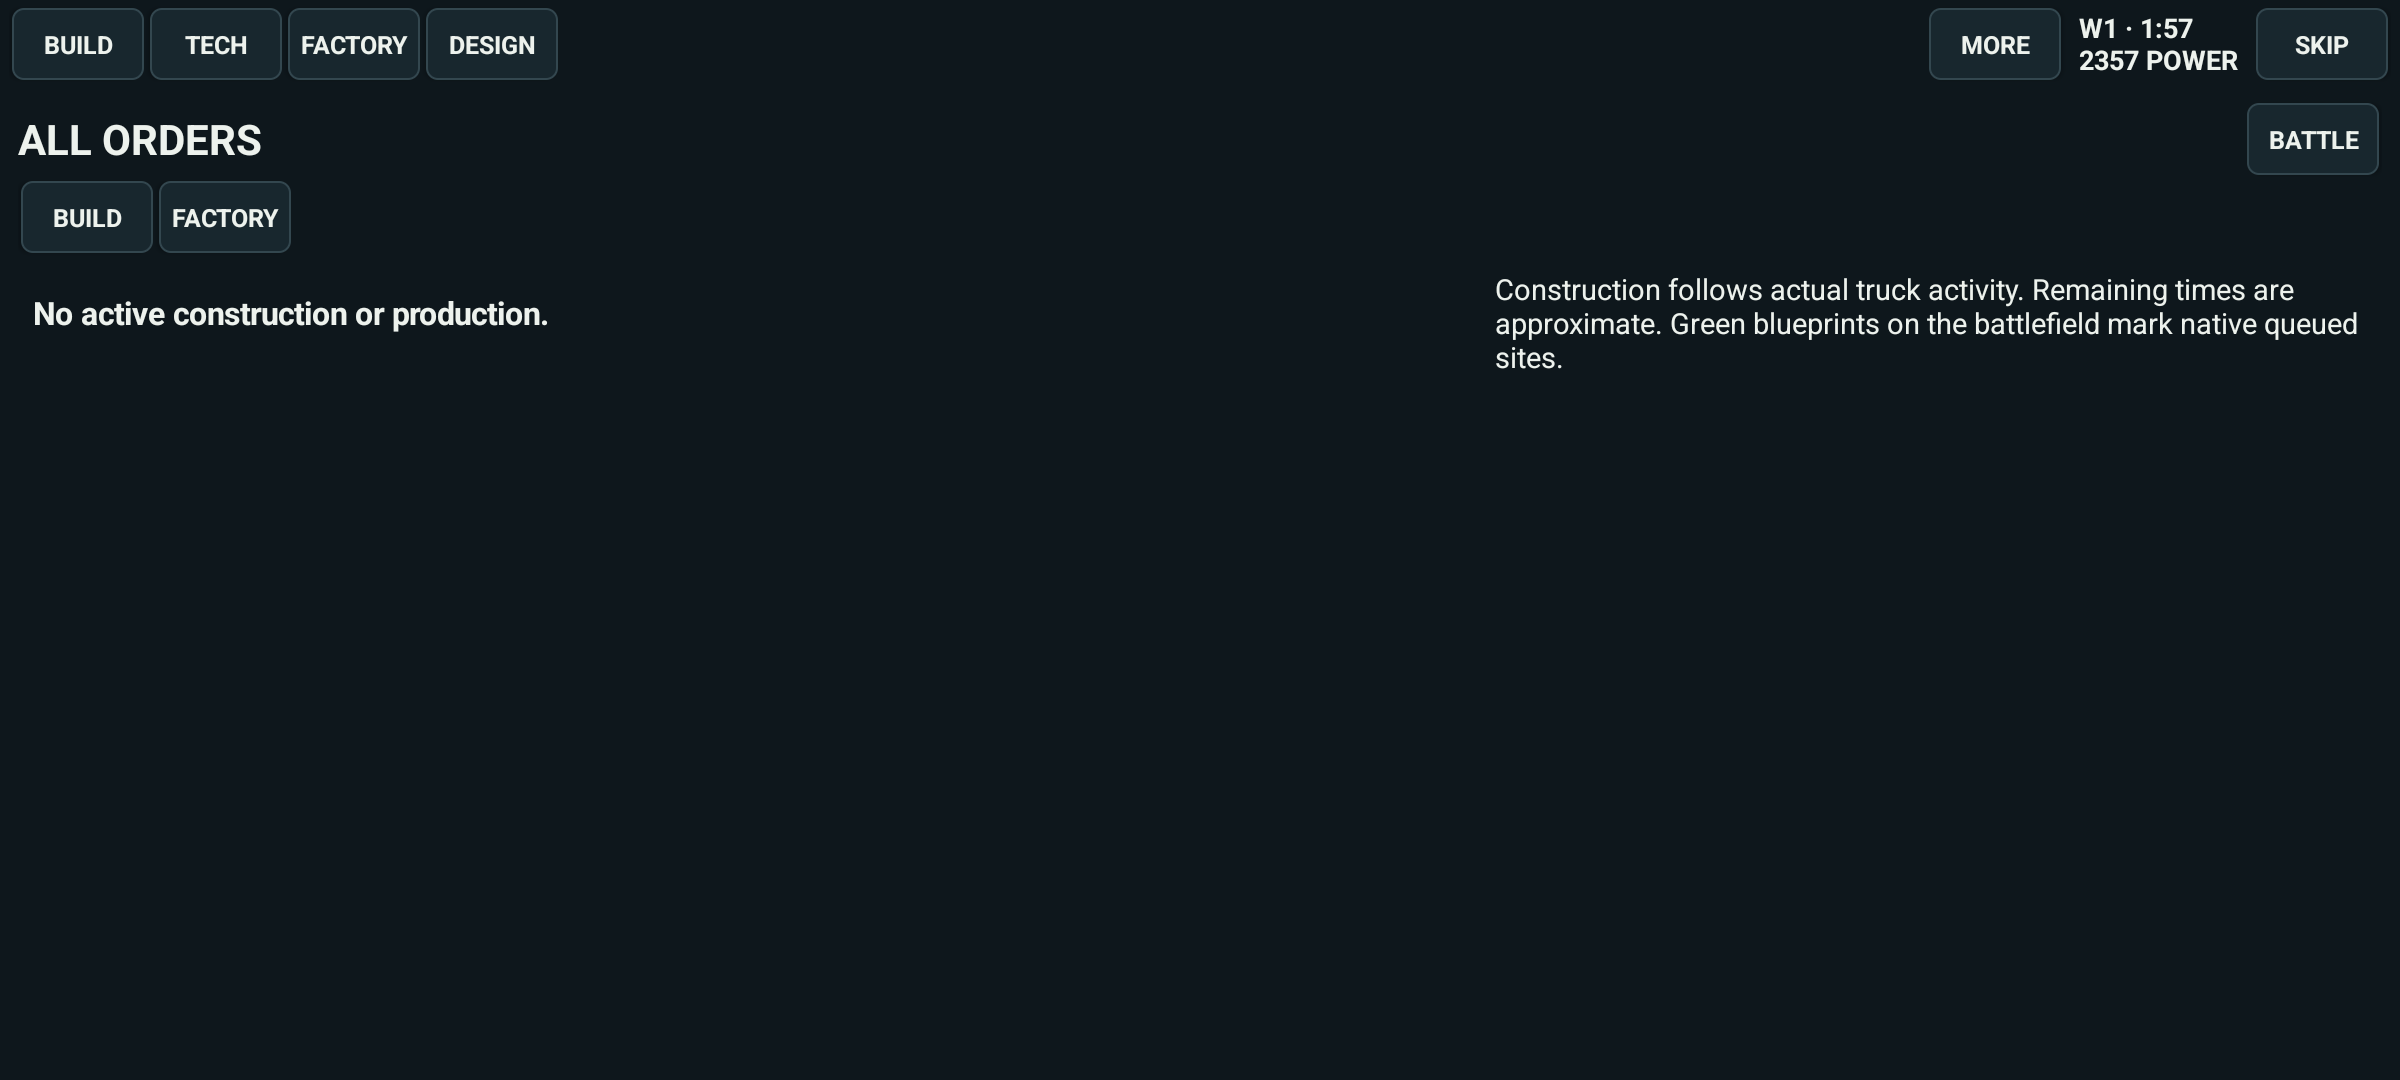 BUILD
TECH
FACTORY
DESIGN
MORE
W1 · 1:57
2357 POWER
SKIP
ALL ORDERS
BATTLE
BUILD
FACTORY
No active construction or production.
Construction follows actual truck activity. Remaining times are
approximate. Green blueprints on the battlefield mark native queued
sites.